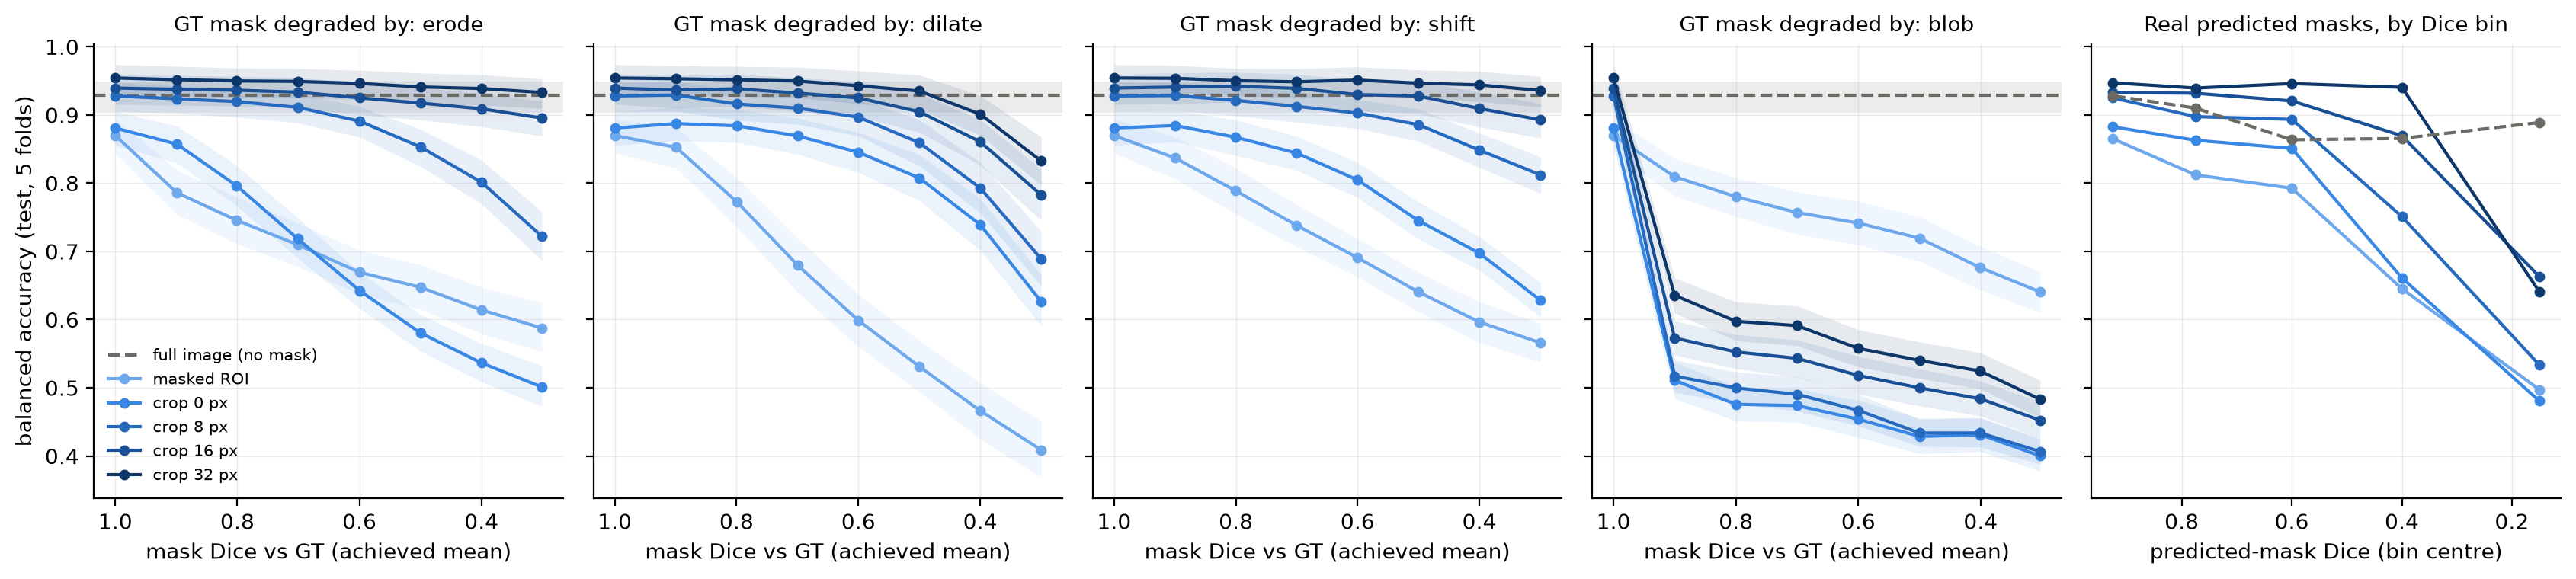 GT mask degraded by: erode
GT mask degraded by: dilate
GT mask degraded by: shift
GT mask degraded by: blob
Real predicted masks, by Dice bin
balanced accuracy (test, 5 folds)
1.0
0.9
0.8
0.7
0.6
0.5
0.4
full image (no mask)
masked ROI
crop 0 px
crop 8 px
crop 16 px
crop 32 px
1.0 0.8 0.6 0.4
1.0 0.8 0.6 0.4
1.0 0.8 0.6 0.4
1.0 0.8 0.6 0.4
0.8 0.6 0.4 0.2
mask Dice vs GT (achieved mean)
mask Dice vs GT (achieved mean)
mask Dice vs GT (achieved mean)
mask Dice vs GT (achieved mean)
predicted-mask Dice (bin centre)